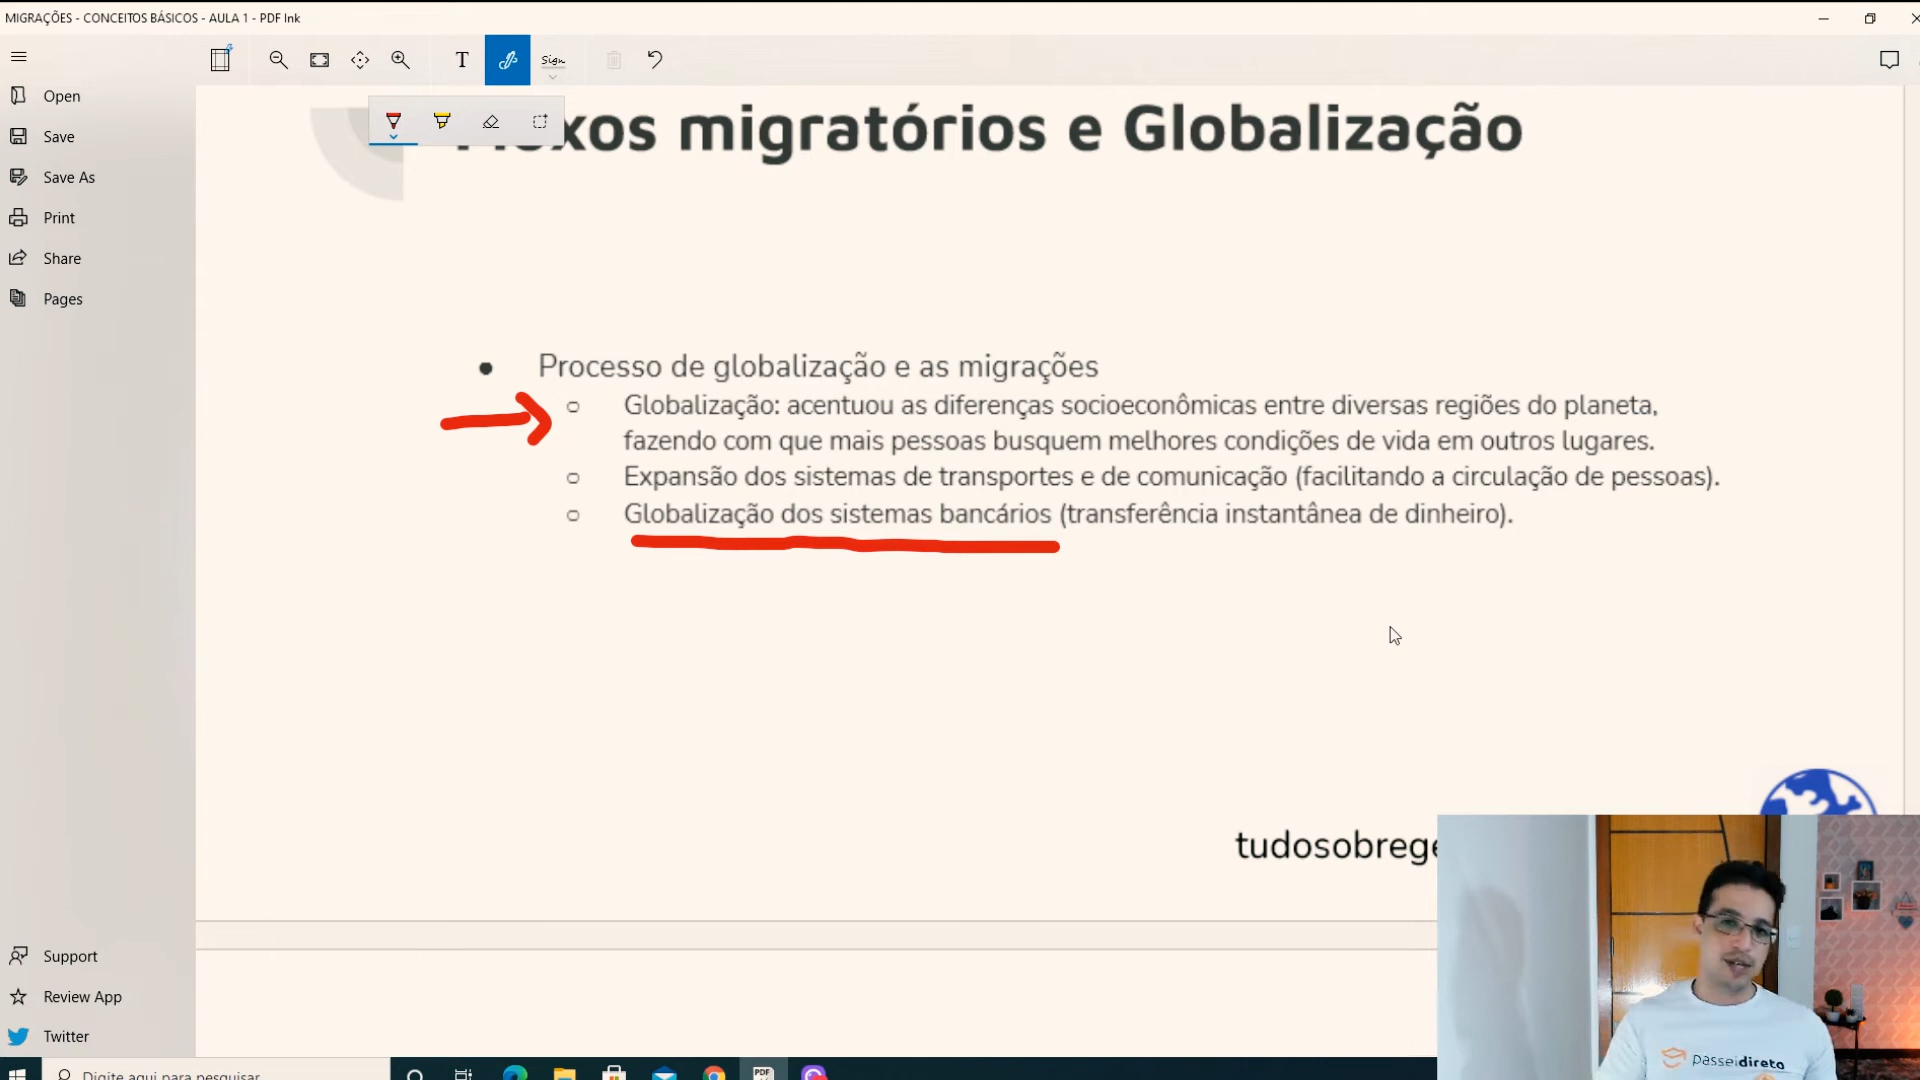 MIGRAÇÕES - CONCEITOS BÁSICOS - AULA 1 - PDF Ink
T
Sign
Open
Save
Save As
Print
Share
Pages
migratórios e Globalização
Processo de globalização e as migrações
Globalização: acentuou as diferenças socioeconômicas entre diversas regiões do planeta,
fazendo com que mais pessoas busquem melhores condições de vida em outros lugares.
Expansão dos sistemas de transportes e de comunicação (facilitando a circulação de pessoas).
Globalização dos sistemas bancários (transferência instantânea de dinheiro).
tudosobrege
Support
Review App
Twitter
passeidireto
Digite aqui para pesquisar
PDF